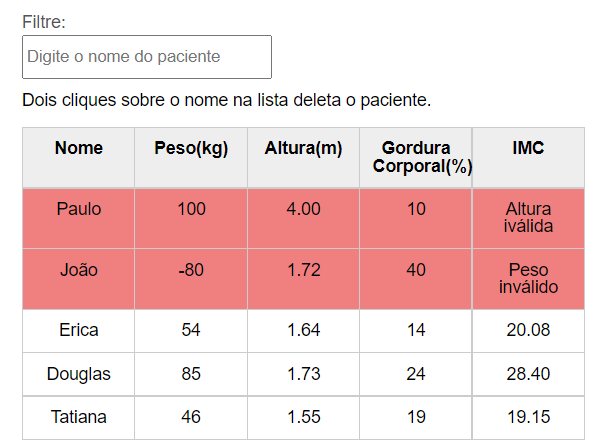 Filtre:
Digite o nome do paciente
Dois cliques sobre o nome na lista deleta o paciente.
Nome Peso(kg) Altura(m) Gordura Corporal(%) IMC
Paulo 100 4.00 10 Altura iválida
João -80 1.72 40 Peso inválido
Erica 54 1.64 14 20.08
Douglas 85 1.73 24 28.40
Tatiana 46 1.55 19 19.15